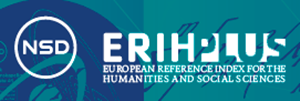 NSD
ERIHPLUS
EUROPEAN REFERENCE INDEX FOR THE
HUMANITIES AND SOCIAL SCIENCES